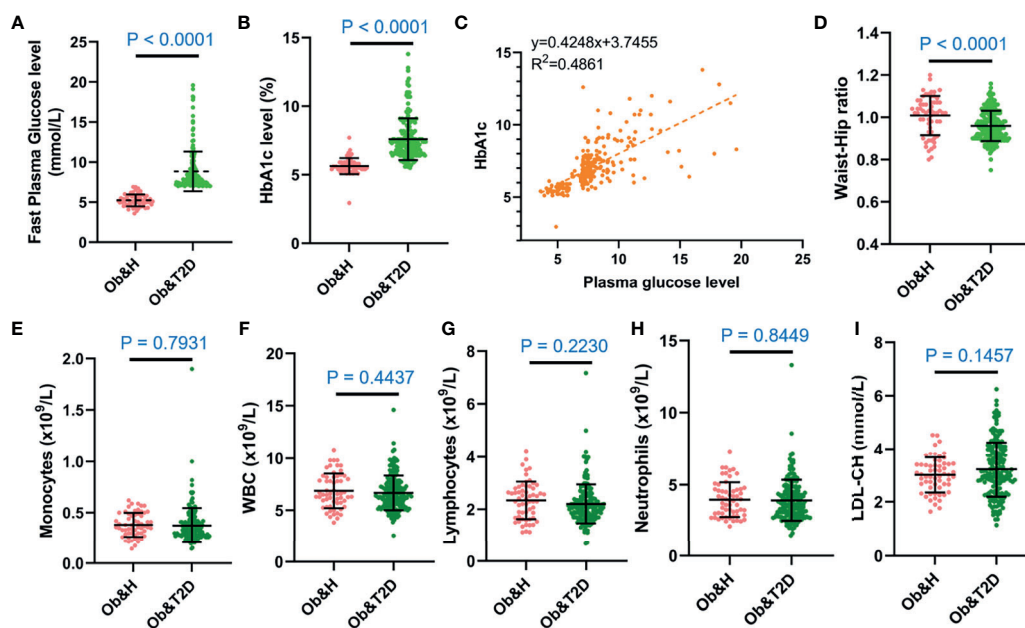 A
P < 0.0001
Fast Plasma Glucose level
(mmol/L)
25
20
15
10
5
0
Ob&H
Ob&T2D
B
P < 0.0001
HbA1c level (%)
15
10
5
0
Ob&H
Ob&T2D
C
y=0.4248x+3.7455
R²=0.4861
HbA1c
15
10
5
5
10
15
20
25
Plasma glucose level
D
P < 0.0001
Waist-Hip ratio
1.4
1.2
1.0
0.8
0.6
0.4
Ob&H
Ob&T2D
E
P = 0.7931
Monocytes (x10⁹/L)
2.0
1.5
1.0
0.5
0.0
Ob&H
Ob&T2D
F
P = 0.4437
WBC (x10⁹/L)
20
15
10
5
0
Ob&H
Ob&T2D
G
P = 0.2230
Lymphocytes (x10⁹/L)
8
6
4
2
0
Ob&H
Ob&T2D
H
P = 0.8449
Neutrophils (x10⁹/L)
15
10
5
0
Ob&H
Ob&T2D
I
P = 0.1457
LDL-CH (mmol/L)
8
6
4
2
0
Ob&H
Ob&T2D